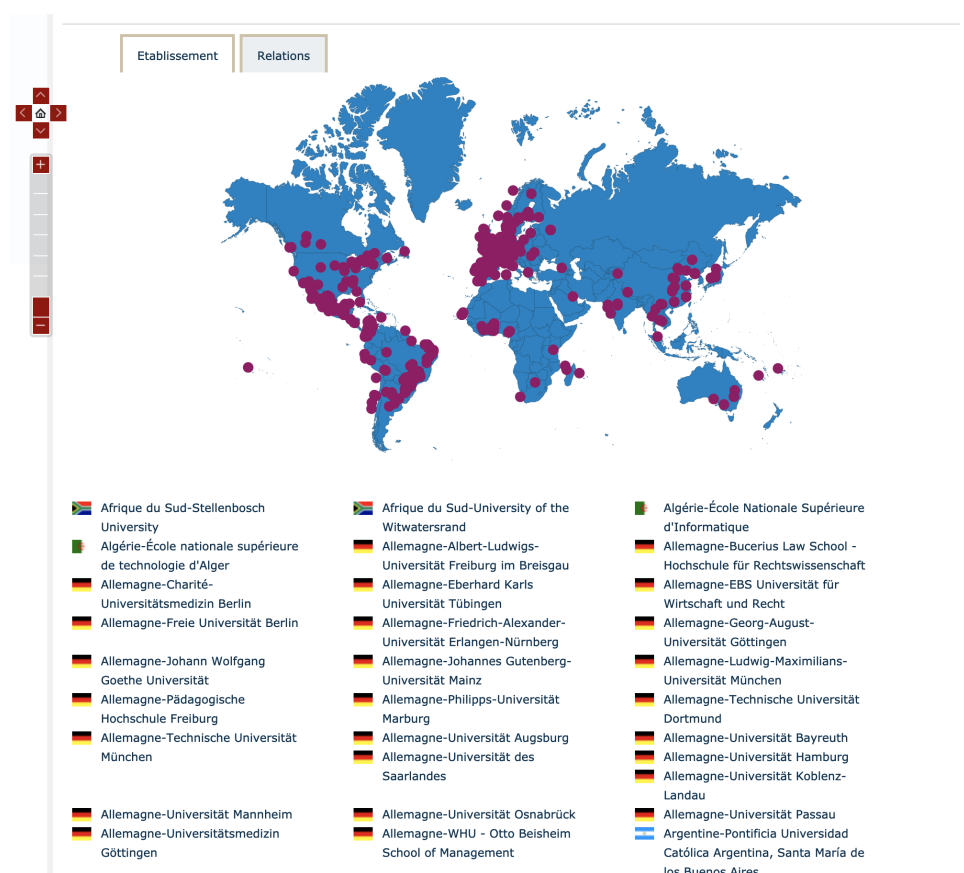 Etablissement
Relations
Afrique du Sud-Stellenbosch
University
Afrique du Sud-University of the
Witwatersrand
Algérie-École Nationale Supérieure
d'Informatique
Algérie-École nationale supérieure
de technologie d'Alger
Allemagne-Albert-Ludwigs-
Universität Freiburg im Breisgau
Allemagne-Bucerius Law School -
Hochschule für Rechtswissenschaft
Allemagne-Charité-
Universitätsmedizin Berlin
Allemagne-Eberhard Karls
Universität Tübingen
Allemagne-EBS Universität für
Wirtschaft und Recht
Allemagne-Freie Universität Berlin
Allemagne-Friedrich-Alexander-
Universität Erlangen-Nürnberg
Allemagne-Georg-August-
Universität Göttingen
Allemagne-Johann Wolfgang
Goethe Universität
Allemagne-Johannes Gutenberg-
Universität Mainz
Allemagne-Ludwig-Maximilians-
Universität München
Allemagne-Pädagogische
Hochschule Freiburg
Allemagne-Philipps-Universität
Marburg
Allemagne-Technische Universität
Dortmund
Allemagne-Technische Universität
München
Allemagne-Universität Augsburg
Allemagne-Universität Bayreuth
Allemagne-Universität des
Saarlandes
Allemagne-Universität Hamburg
Allemagne-Universität Koblenz-
Landau
Allemagne-Universität Mannheim
Allemagne-Universität Osnabrück
Allemagne-Universität Passau
Allemagne-Universitätsmedizin
Göttingen
Allemagne-WHU - Otto Beisheim
School of Management
Argentine-Pontificia Universidad
Católica Argentina, Santa María de
los Buenos Aires